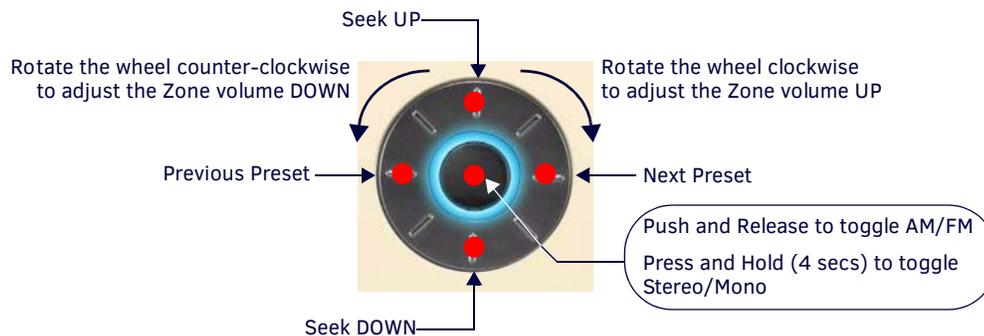 Seek UP
Rotate the wheel counter-clockwise
to adjust the Zone volume DOWN
Rotate the wheel clockwise
to adjust the Zone volume UP
Previous Preset
Next Preset
Push and Release to toggle AM/FM
Press and Hold (4 secs) to toggle
Stereo/Mono
Seek DOWN